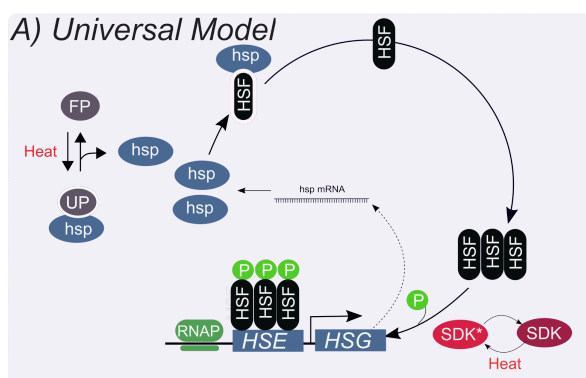 A) Universal Model
HSF
hsp
HSF
FP
Heat
hsp
UP
hsp
hsp
hsp
hsp mRNA
HSF HSF HSF
P P P
HSF HSF HSF
P
RNAP
HSE
HSG
SDK*
SDK
Heat